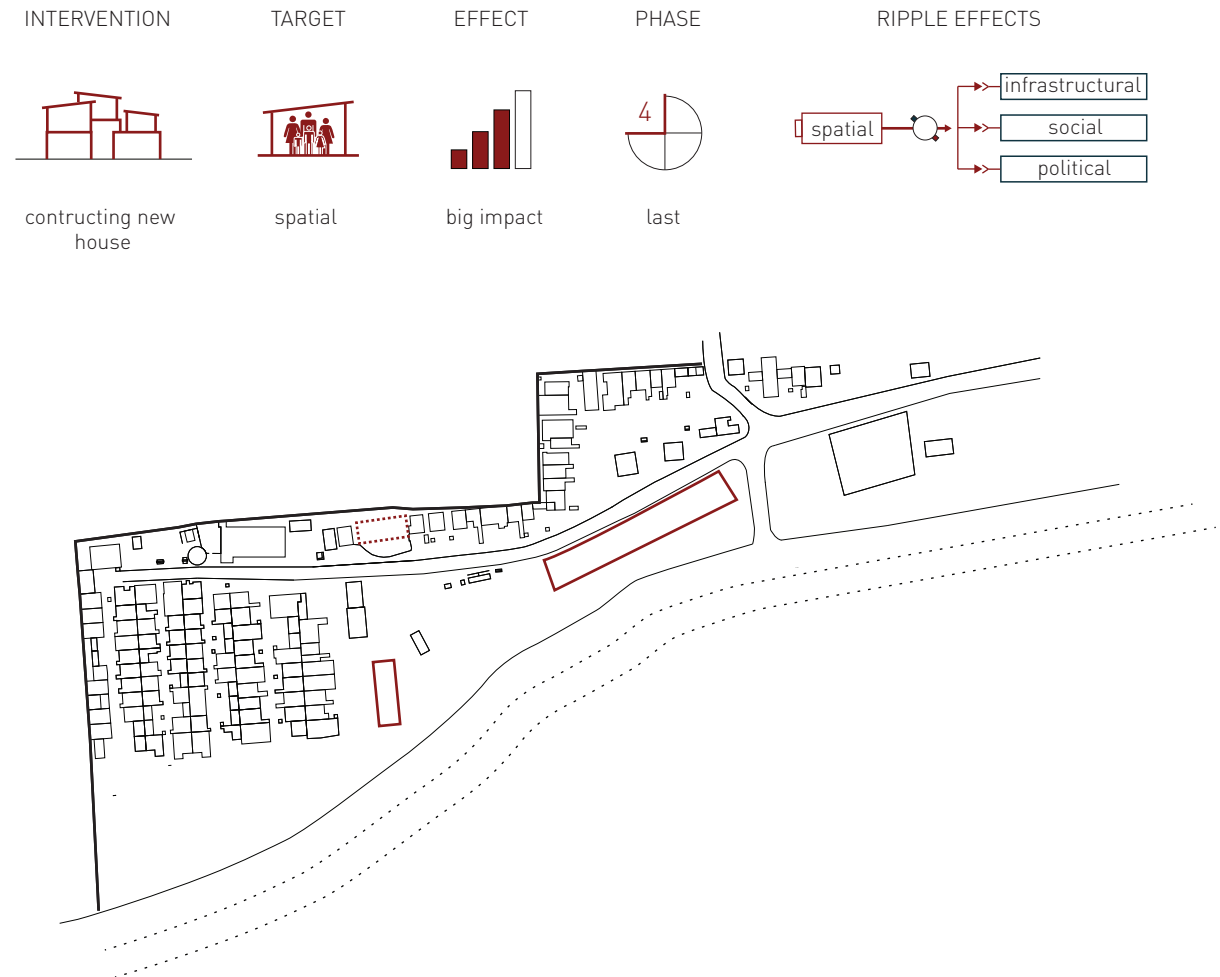 INTERVENTION
TARGET
EFFECT
PHASE
RIPPLE EFFECTS
4
spatial
infrastructural
social
political
contructing new
house
spatial
big impact
last